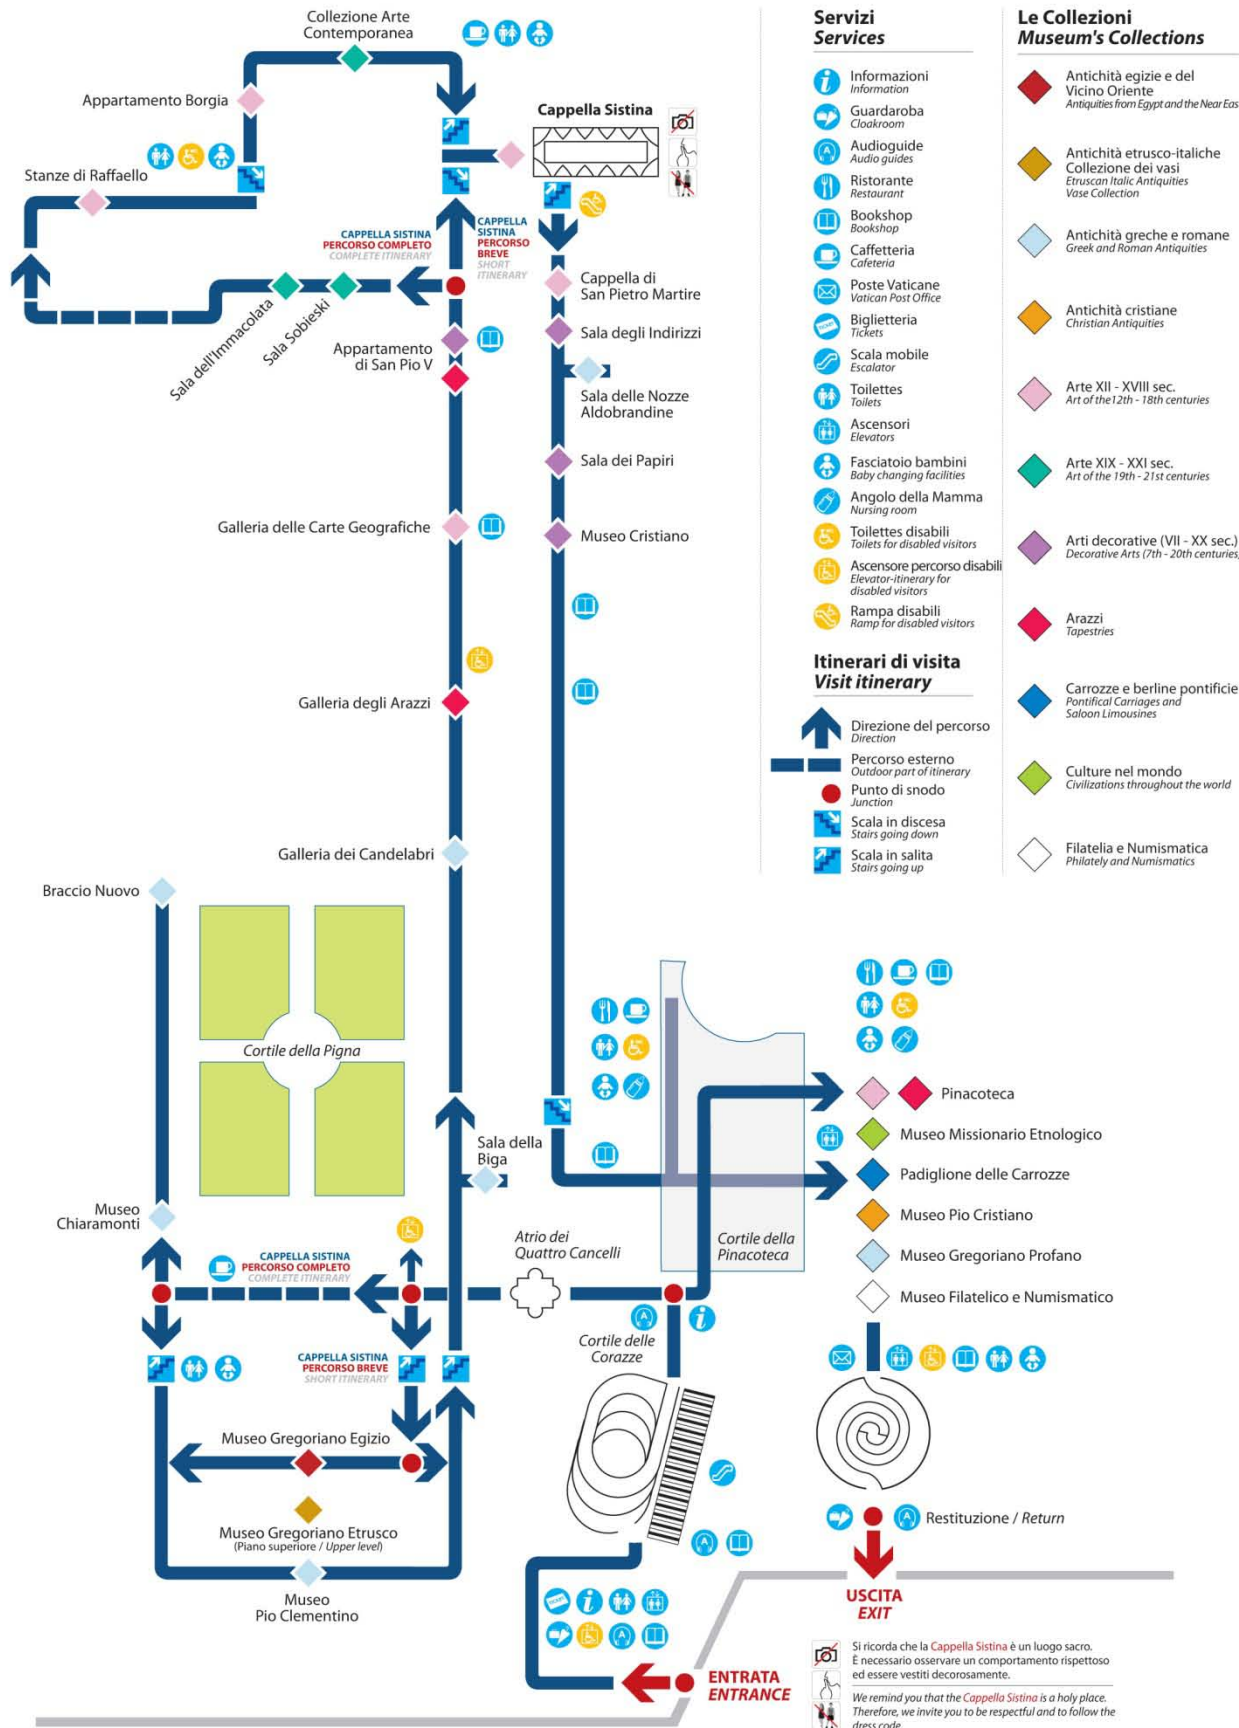 Collezione Arte
Contemporanea
Appartamento Borgia
Stanze di Raffaello
Cappella Sistina
CAPPELLA SISTINA
PERCORSO COMPLETO
COMPLETE ITINERARY
CAPPELLA
SISTINA
PERCORSO
BREVE
SHORT
ITINERARY
Sala dell'Immacolata
Sala Sobieski
Appartamento
di San Pio V
Cappella di
San Pietro Martire
Sala degli Indirizzi
Sala delle Nozze
Aldobrandine
Sala dei Papiri
Galleria delle Carte Geografiche
Museo Cristiano
Galleria degli Arazzi
Galleria dei Candelabri
Braccio Nuovo
Cortile della Pigna
Sala della
Biga
Museo
Chiaramonti
CAPPELLA SISTINA
PERCORSO COMPLETO
COMPLETE ITINERARY
Atrio dei
Quattro Cancelli
Cortile della
Pinacoteca
CAPPELLA SISTINA
PERCORSO BREVE
SHORT ITINERARY
Cortile delle
Corazze
A
i
Museo Gregoriano Egizio
Museo Gregoriano Etrusco
(Piano superiore / Upper level)
Museo
Pio Clementino
A
TICKET
i
A
ENTRATA
ENTRANCE
Pinacoteca
Museo Missionario Etnologico
Padiglione delle Carrozze
Museo Pio Cristiano
Museo Gregoriano Profano
Museo Filatelico e Numismatico
A
Restituzione / Return
USCITA
EXIT
Servizi
Services
i
Informazioni
Information
Guardaroba
Cloakroom
A
Audioguide
Audio guides
Ristorante
Restaurant
Bookshop
Bookshop
Caffetteria
Cafeteria
Poste Vaticane
Vatican Post Office
TICKET
Biglietteria
Tickets
Scala mobile
Escalator
Toilettes
Toilets
Ascensori
Elevators
Fasciatoio bambini
Baby changing facilities
Angolo della Mamma
Nursing room
Toilettes disabili
Toilets for disabled visitors
Ascensore percorso disabili
Elevator-itinerary for
disabled visitors
Rampa disabili
Ramp for disabled visitors
Itinerari di visita
Visit itinerary
Direzione del percorso
Direction
Percorso esterno
Outdoor part of itinerary
Punto di snodo
Junction
Scala in discesa
Stairs going down
Scala in salita
Stairs going up
Le Collezioni
Museum's Collections
Antichità egizie e del
Vicino Oriente
Antiquities from Egypt and the Near Eas
Antichità etrusco-italiche
Collezione dei vasi
Etruscan Italic Antiquities
Vase Collection
Antichità greche e romane
Greek and Roman Antiquities
Antichità cristiane
Christian Antiquities
Arte XII - XVIII sec.
Art of the12th - 18th centuries
Arte XIX - XXI sec.
Art of the 19th - 21st centuries
Arti decorative (VII - XX sec.)
Decorative Arts (7th - 20th centuries
Arazzi
Tapestries
Carrozze e berline pontificie
Pontifical Carriages and
Saloon Limousines
Culture nel mondo
Civilizations throughout the world
Filatelia e Numismatica
Philately and Numismatics
Si ricorda che la Cappella Sistina è un luogo sacro.
È necessario osservare un comportamento rispettoso
ed essere vestiti decorosamente.
We remind you that the Cappella Sistina is a holy place.
Therefore, we invite you to be respectful and to follow the
dress code